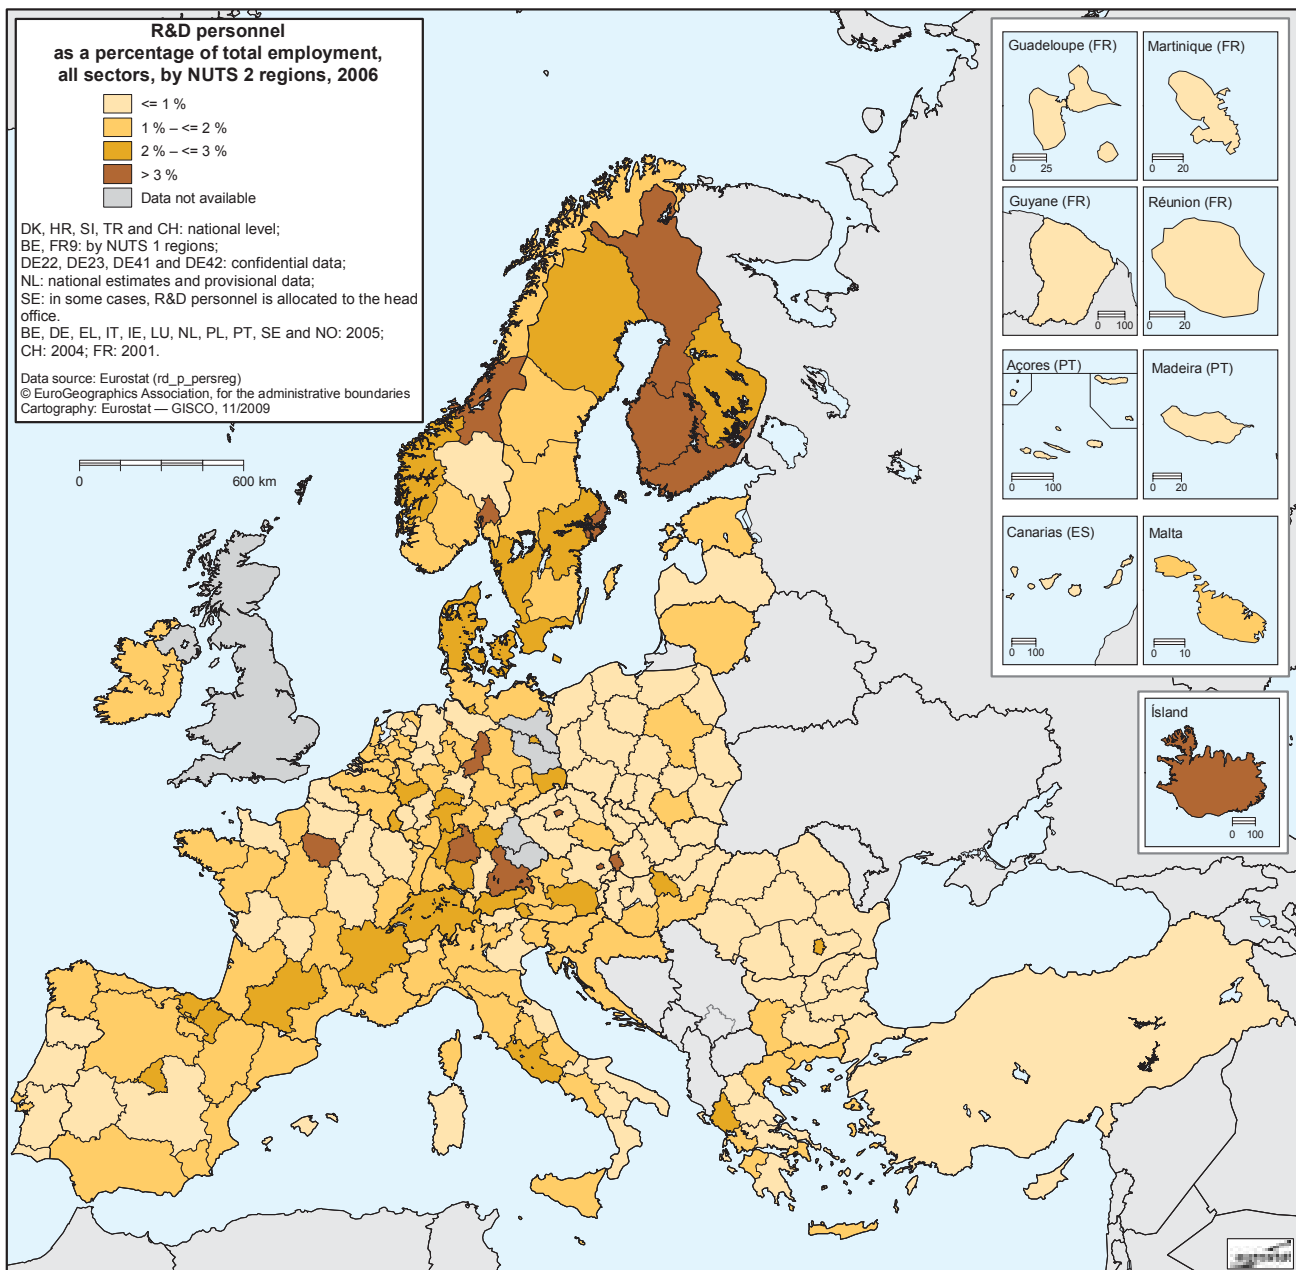 R&D personnel
as a percentage of total employment,
all sectors, by NUTS 2 regions, 2006
<= 1 %
1 % – <= 2 %
2 % – <= 3 %
> 3 %
Data not available
DK, HR, SI, TR and CH: national level;
BE, FR9: by NUTS 1 regions;
DE22, DE23, DE41 and DE42: confidential data;
NL: national estimates and provisional data;
SE: in some cases, R&D personnel is allocated to the head
office.
BE, DE, EL, IT, IE, LU, NL, PL, PT, SE and NO: 2005;
CH: 2004; FR: 2001.
Data source: Eurostat (rd_p_persreg)
© EuroGeographics Association, for the administrative boundaries
Cartography: Eurostat — GISCO, 11/2009
0 600 km
Guadeloupe (FR)
0 25
Martinique (FR)
0 20
Guyane (FR)
0 100
Réunion (FR)
0 20
Açores (PT)
0 100
Madeira (PT)
0 20
Canarias (ES)
0 100
Malta
0 10
Ísland
0 100
eurostat